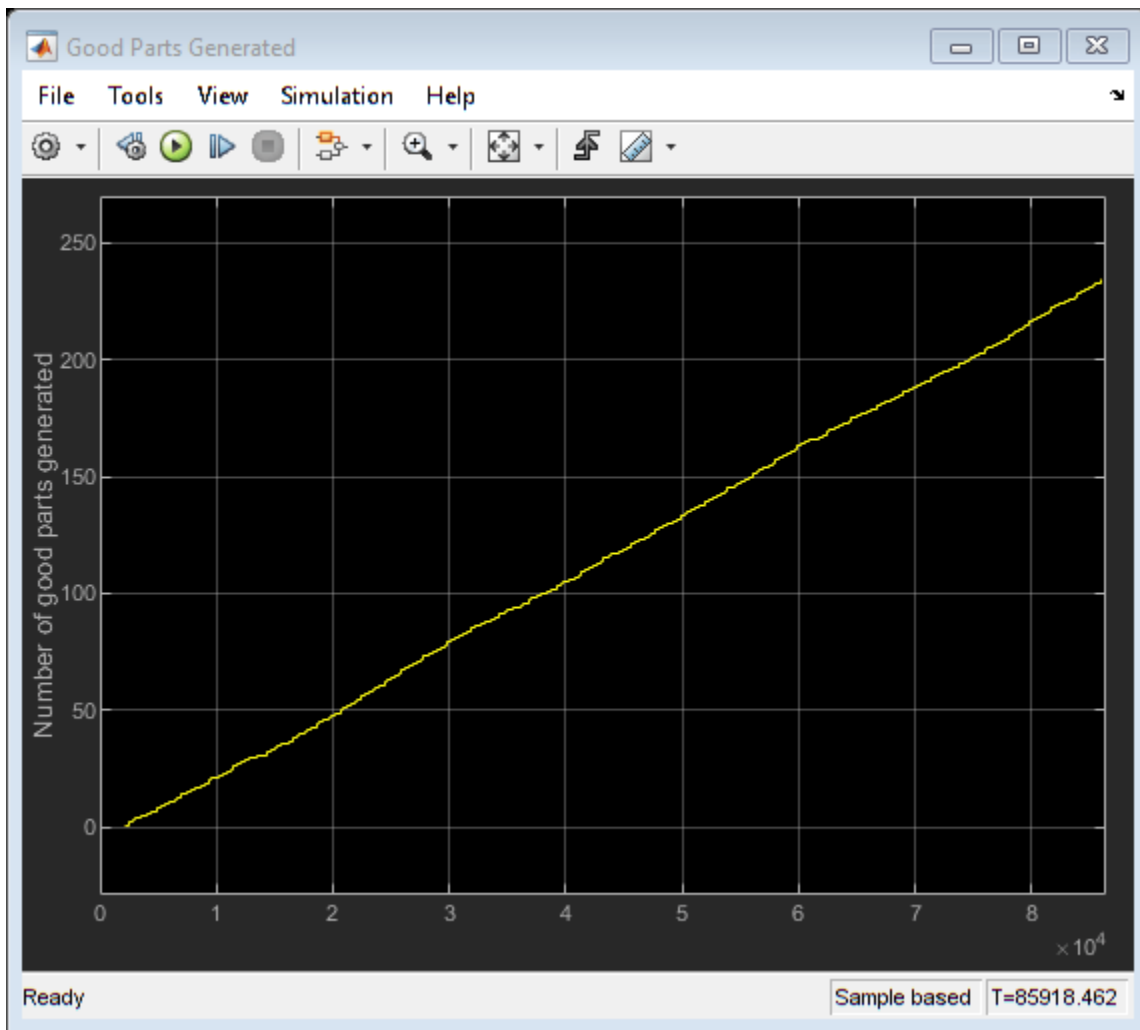 Good Parts Generated
File Tools View Simulation Help
Number of good parts generated
250
200
150
100
50
0
0 1 2 3 4 5 6 7 8
×10⁴
Ready Sample based T=85918.462